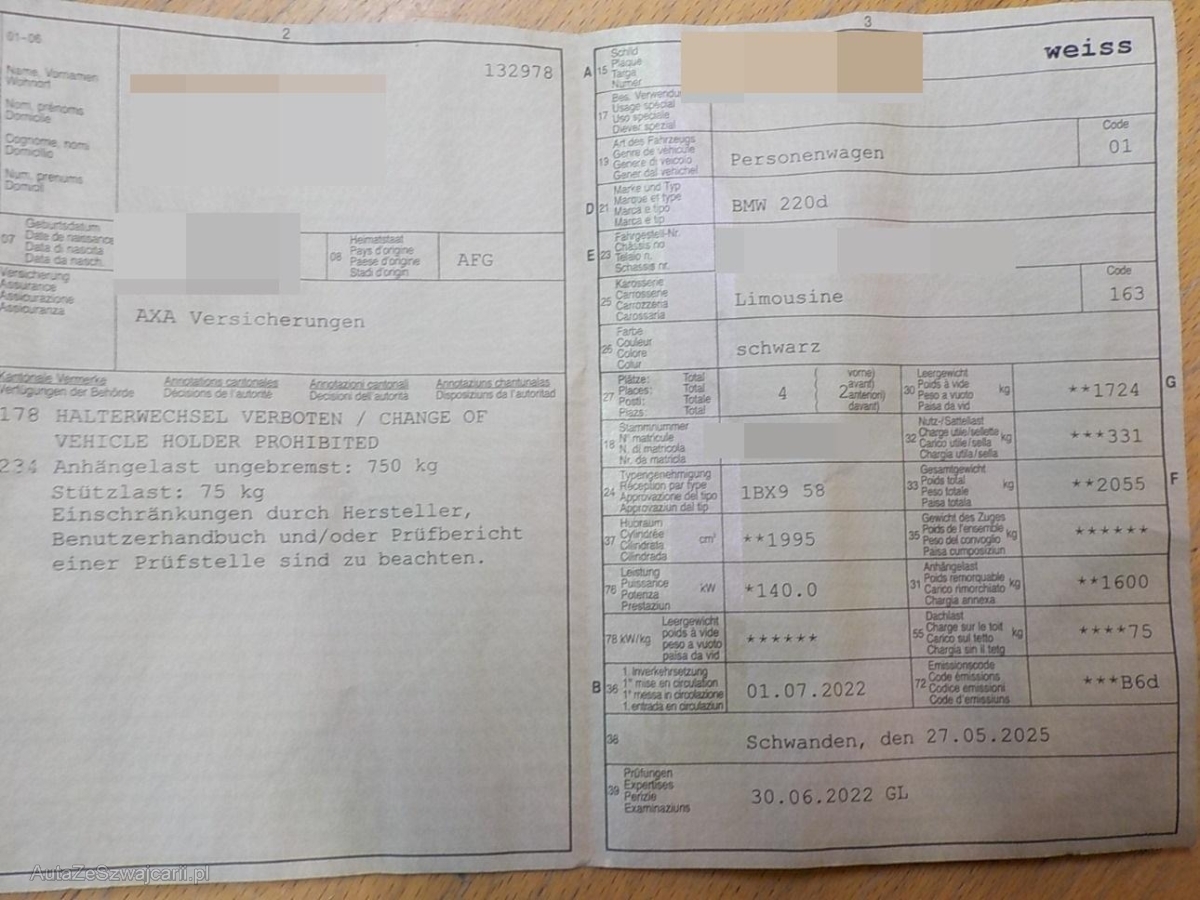 2
01-06
132978
Name, Vornamen
Wohnort
Nom, prénoms
Domicile
Cognome, nomi
Domicilio
Num, prenums
Domicil
07
Geburtsdatum
Date de naissance
Data di nascita
Data da nasch.
08
Heimatstaat
Pays d'origine
Paese d'origine
Stadi d'origin
AFG
Versicherung
Assurance
Assicurazione
Assicuranza
AXA Versicherungen
Kantonale Vermerke
Verfügungen der Behörde
Annotations cantonales
Décisions de l'autorité
Annotazioni cantonali
Decisioni dell'autorità
Annotaziuns chantunalas
Disposiziuns da l'autoritad
178 HALTERWECHSEL VERBOTEN / CHANGE OF
VEHICLE HOLDER PROHIBITED
234 Anhängelast ungebremst: 750 kg
Stützlast: 75 kg
Einschränkungen durch Hersteller,
Benutzerhandbuch und/oder Prüfbericht
einer Prüfstelle sind zu beachten.
3
A 15
Schild
Plaque
Targa
Numer
weiss
17
Bes. Verwendu
Usage spécial
Uso speciale
Diever spezial
19
Art des Fahrzeugs
Genre de véhicule
Genere di veicolo
Gener dal vehichel
Personenwagen
Code
01
D 21
Marke und Typ
Marque et type
Marca e tipo
Marca e tip
BMW 220d
E 23
Fahrgestell-Nr.
Châssis no
Telaio n.
Schassis nr.
25
Karosserie
Carrosserie
Carrozzeria
Carossaria
Limousine
Code
163
26
Farbe
Couleur
Colore
Colur
schwarz
27
Plätze: Total
Places: Total
Posti: Totale
Plazs: Total
4
2
vorne)
avant)
anteriori)
davant)
30
Leergewicht
Poids à vide
Peso a vuoto
Paisa da vid
kg
**1724
G
18
Stammnummer
N° matricule
N. di matricola
Nr. da matricla
32
Nutz-/Sattellast
Charge utile/sellette
Carico utile/sella
Chargia utila/sella
kg
***331
24
Typengenehmigung
Réception par type
Approvazione del tipo
Approvaziun dal tip
1BX9 58
33
Gesamtgewicht
Poids total
Peso totale
Paisa totala
kg
**2055
F
37
Hubraum
Cylindrée
Cilindrata
Cilindrada
cm³
**1995
35
Gewicht des Zuges
Poids de l'ensemble
Peso del convoglio
Paisa cumposiziun
kg
******
76
Leistung
Puissance
Potenza
Prestaziun
kW
*140.0
31
Anhängelast
Poids remorquable
Carico rimorchiato
Chargia annexa
kg
**1600
78 kW/kg
Leergewicht
poids à vide
peso a vuoto
paisa da vid
******
55
Dachlast
Charge sur le toit
Carico sul tetto
Chargia sin il tetg
kg
****75
B 36
1. Inverkehrsetzung
1re mise en circulation
1a messa in circolazione
1. entrada en circulaziun
01.07.2022
72
Emissionscode
Code émissions
Codice emissioni
Code d'emissiuns
***B6d
38
Schwanden, den 27.05.2025
39
Prüfungen
Expertises
Perizie
Examinaziuns
30.06.2022 GL
AutaZeSzwajcarii.pl